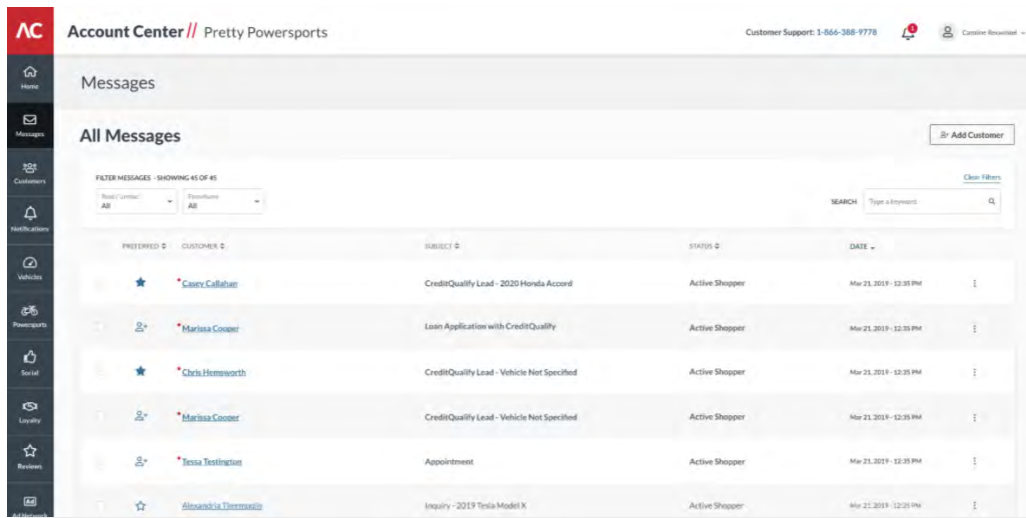 AC Account Center// Pretty Powersports Customer Support: 1-866-388-9778 1 Caroline
Home
Messages
Messages
All Messages
Add Customer
Customers
FILTER MESSAGES - SHOWING 45 OF 45 Clear Filters
All All SEARCH Type a keyword
Notifications
PREFERRED CUSTOMER SUBJECT STATUS DATE
Vehicles
Casey Callahan CreditQualify Lead - 2020 Honda Accord Active Shopper Mar 21, 2019 - 12:35 PM
Powersports
Marissa Cooper Loan Application with CreditQualify Active Shopper Mar 21, 2019 - 12:35 PM
Social
Chris Hemsworth CreditQualify Lead - Vehicle Not Specified Active Shopper Mar 21, 2019 - 12:35 PM
Loyalty
Marissa Cooper CreditQualify Lead - Vehicle Not Specified Active Shopper Mar 21, 2019 - 12:35 PM
Reviews
Tessa Testington Appointment Active Shopper Mar 21, 2019 - 12:35 PM
Ad Network
Alexandria Inquiry - 2019 Tesla Model X Active Shopper Mar 21, 2019 - 12:35 PM